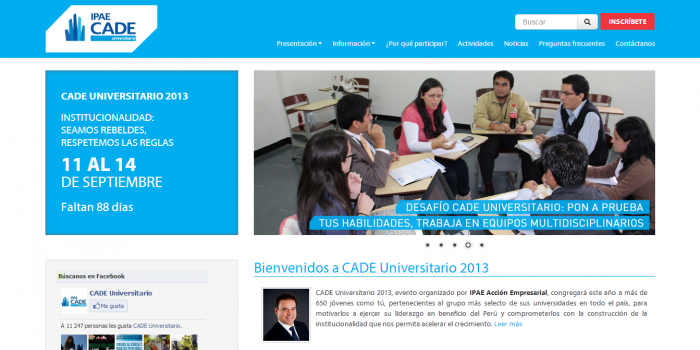 IPAE
CADE
universitario
Buscar
INSCRÍBETE
Presentación
Información
¿Por qué participar?
Actividades
Noticias
Preguntas frecuentes
Contáctanos
CADE UNIVERSITARIO 2013
INSTITUCIONALIDAD:
SEAMOS REBELDES,
RESPETEMOS LAS REGLAS
11 AL 14
DE SEPTIEMBRE
Faltan 88 días
DESAFÍO CADE UNIVERSITARIO: PON A PRUEBA
TUS HABILIDADES, TRABAJA EN EQUIPOS MULTIDISCIPLINARIOS
Búscanos en Facebook
CADE Universitario
Me gusta
A 11 247 personas les gusta CADE Universitario.
Bienvenidos a CADE Universitario 2013
CADE Universitario 2013, evento organizado por IPAE Acción Empresarial, congregará este año a más de
650 jóvenes como tú, pertenecientes al grupo más selecto de sus universidades en todo el país, para
motivarlos a ejercer su liderazgo en beneficio del Perú y comprometerlos con la construcción de la
institucionalidad que nos permita acelerar el crecimiento. Leer más